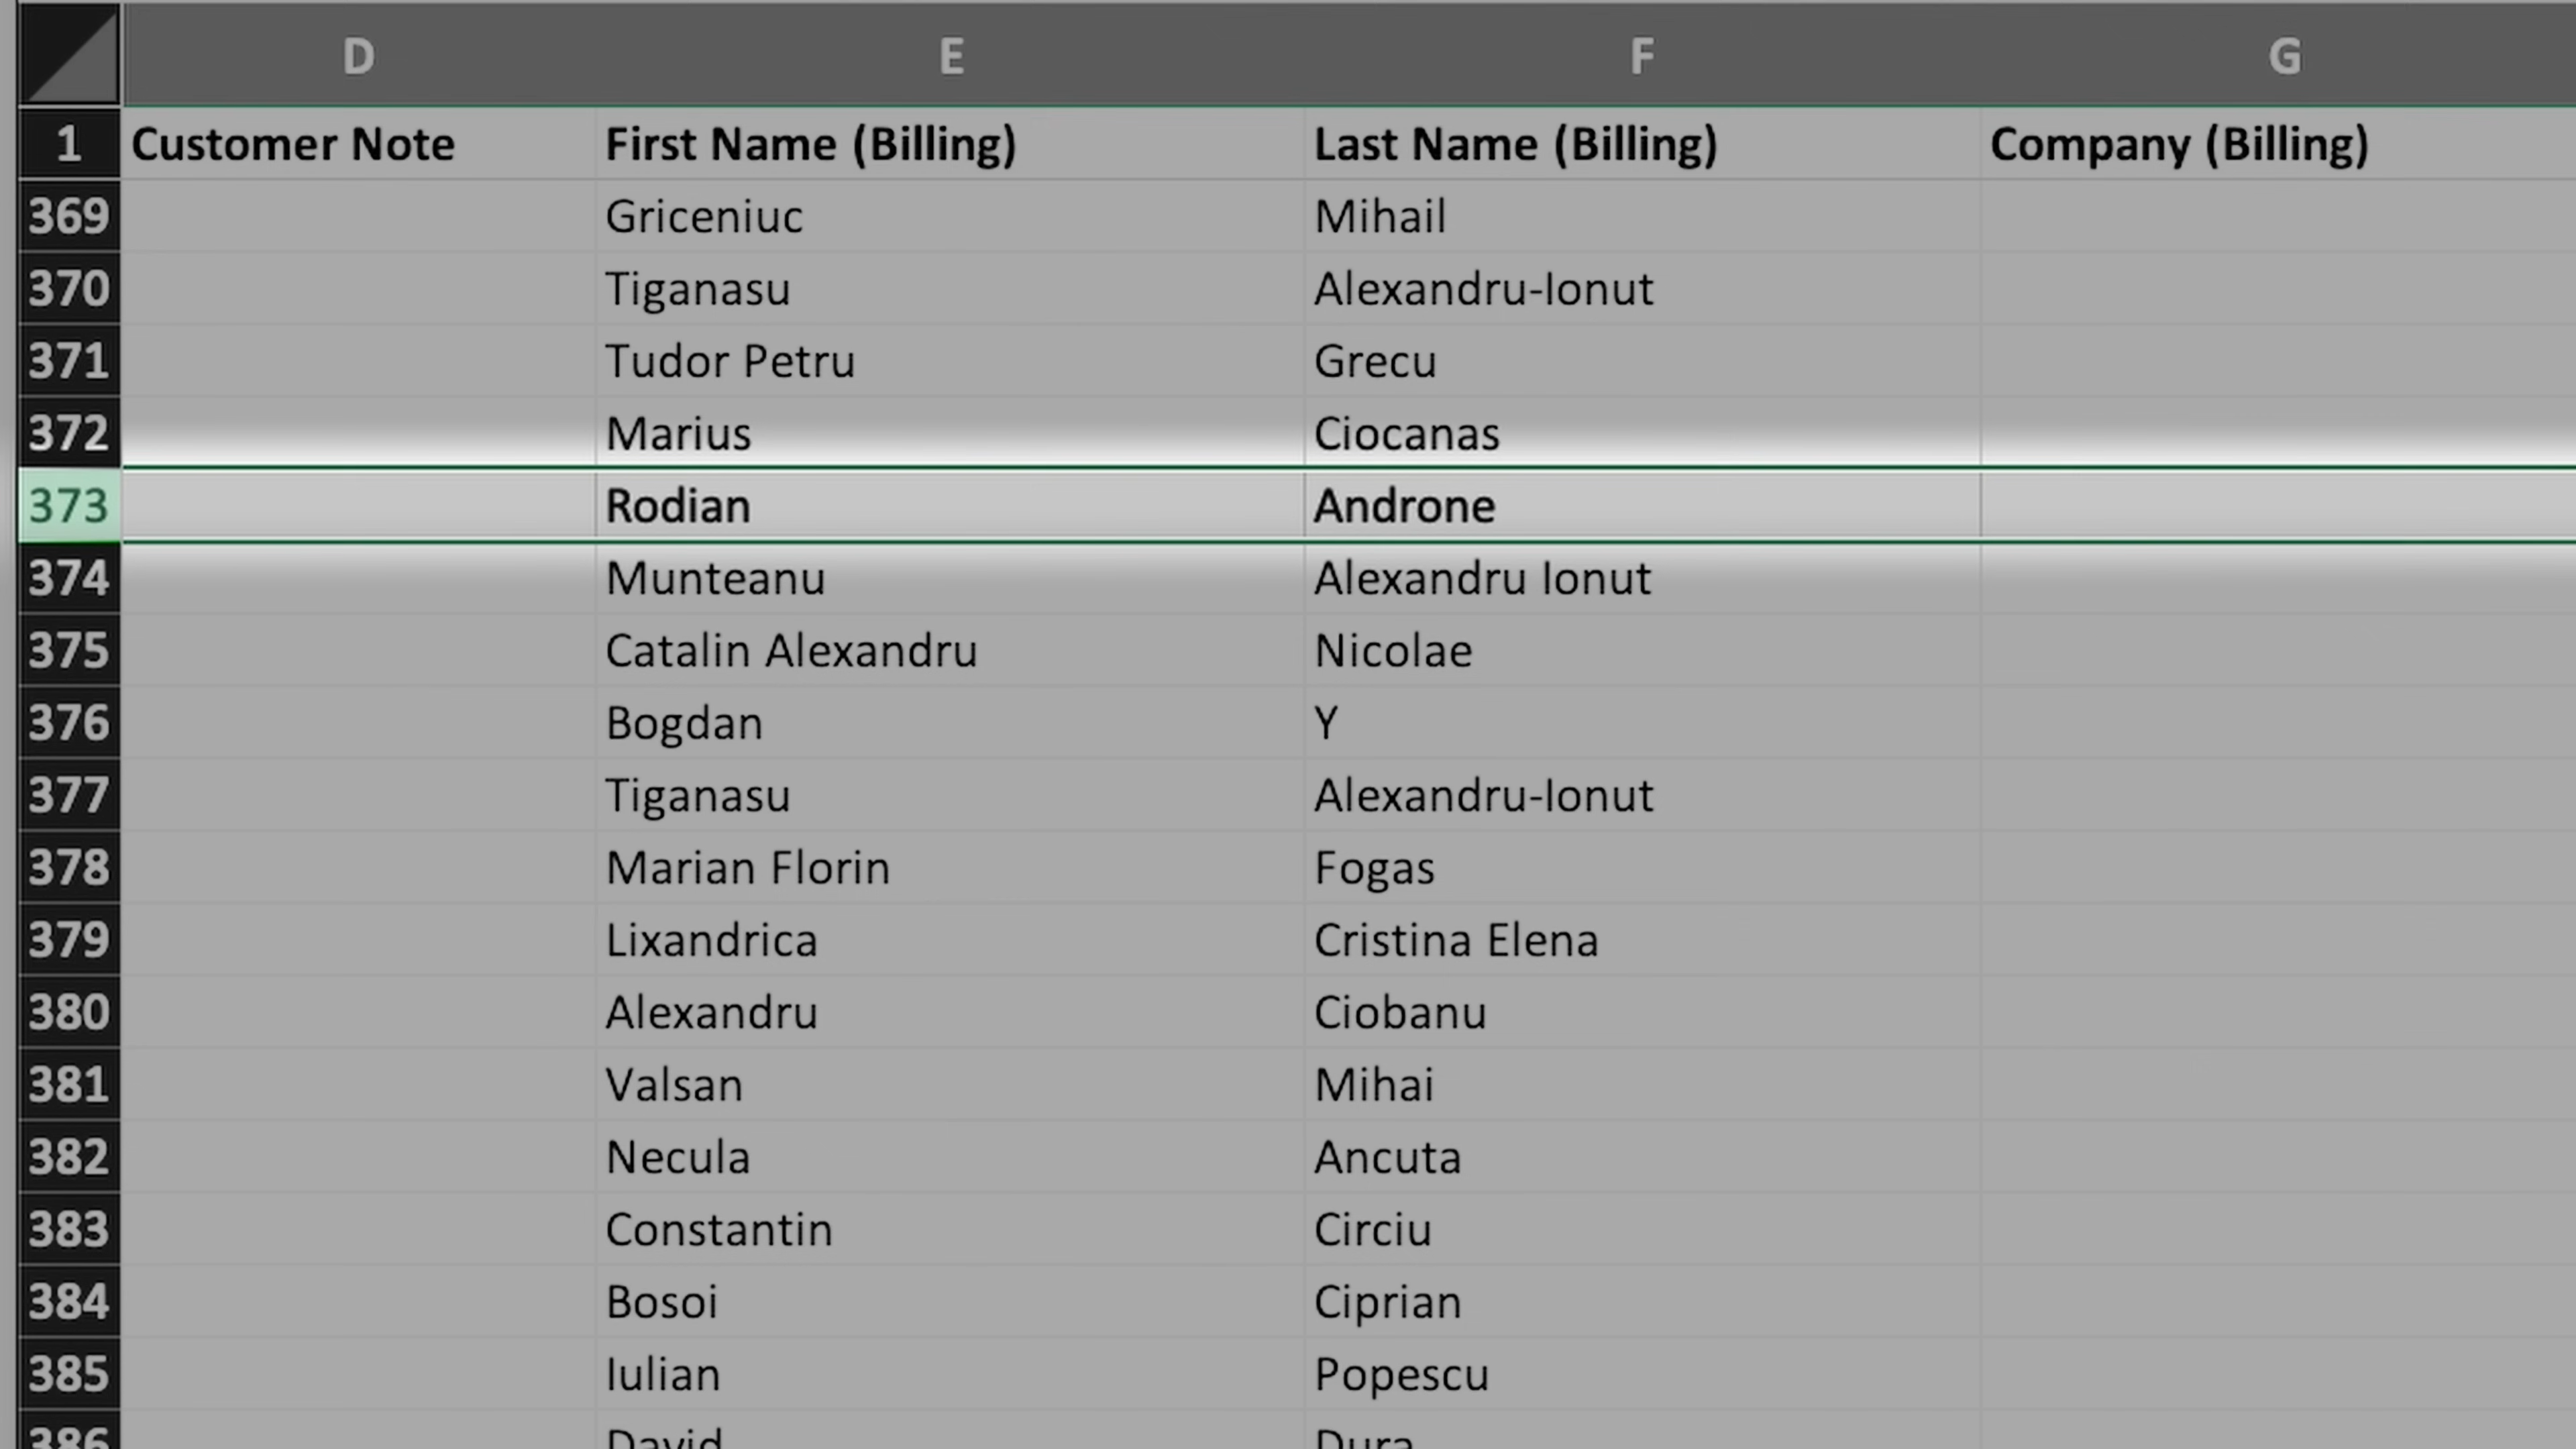 D E F G
1 Customer Note First Name (Billing) Last Name (Billing) Company (Billing)
369 Griceniuc Mihail
370 Tiganasu Alexandru-Ionut
371 Tudor Petru Grecu
372 Marius Ciocanas
373 Rodian Androne
374 Munteanu Alexandru Ionut
375 Catalin Alexandru Nicolae
376 Bogdan Y
377 Tiganasu Alexandru-Ionut
378 Marian Florin Fogas
379 Lixandrica Cristina Elena
380 Alexandru Ciobanu
381 Valsan Mihai
382 Necula Ancuta
383 Constantin Circiu
384 Bosoi Ciprian
385 Iulian Popescu
386 David Dura